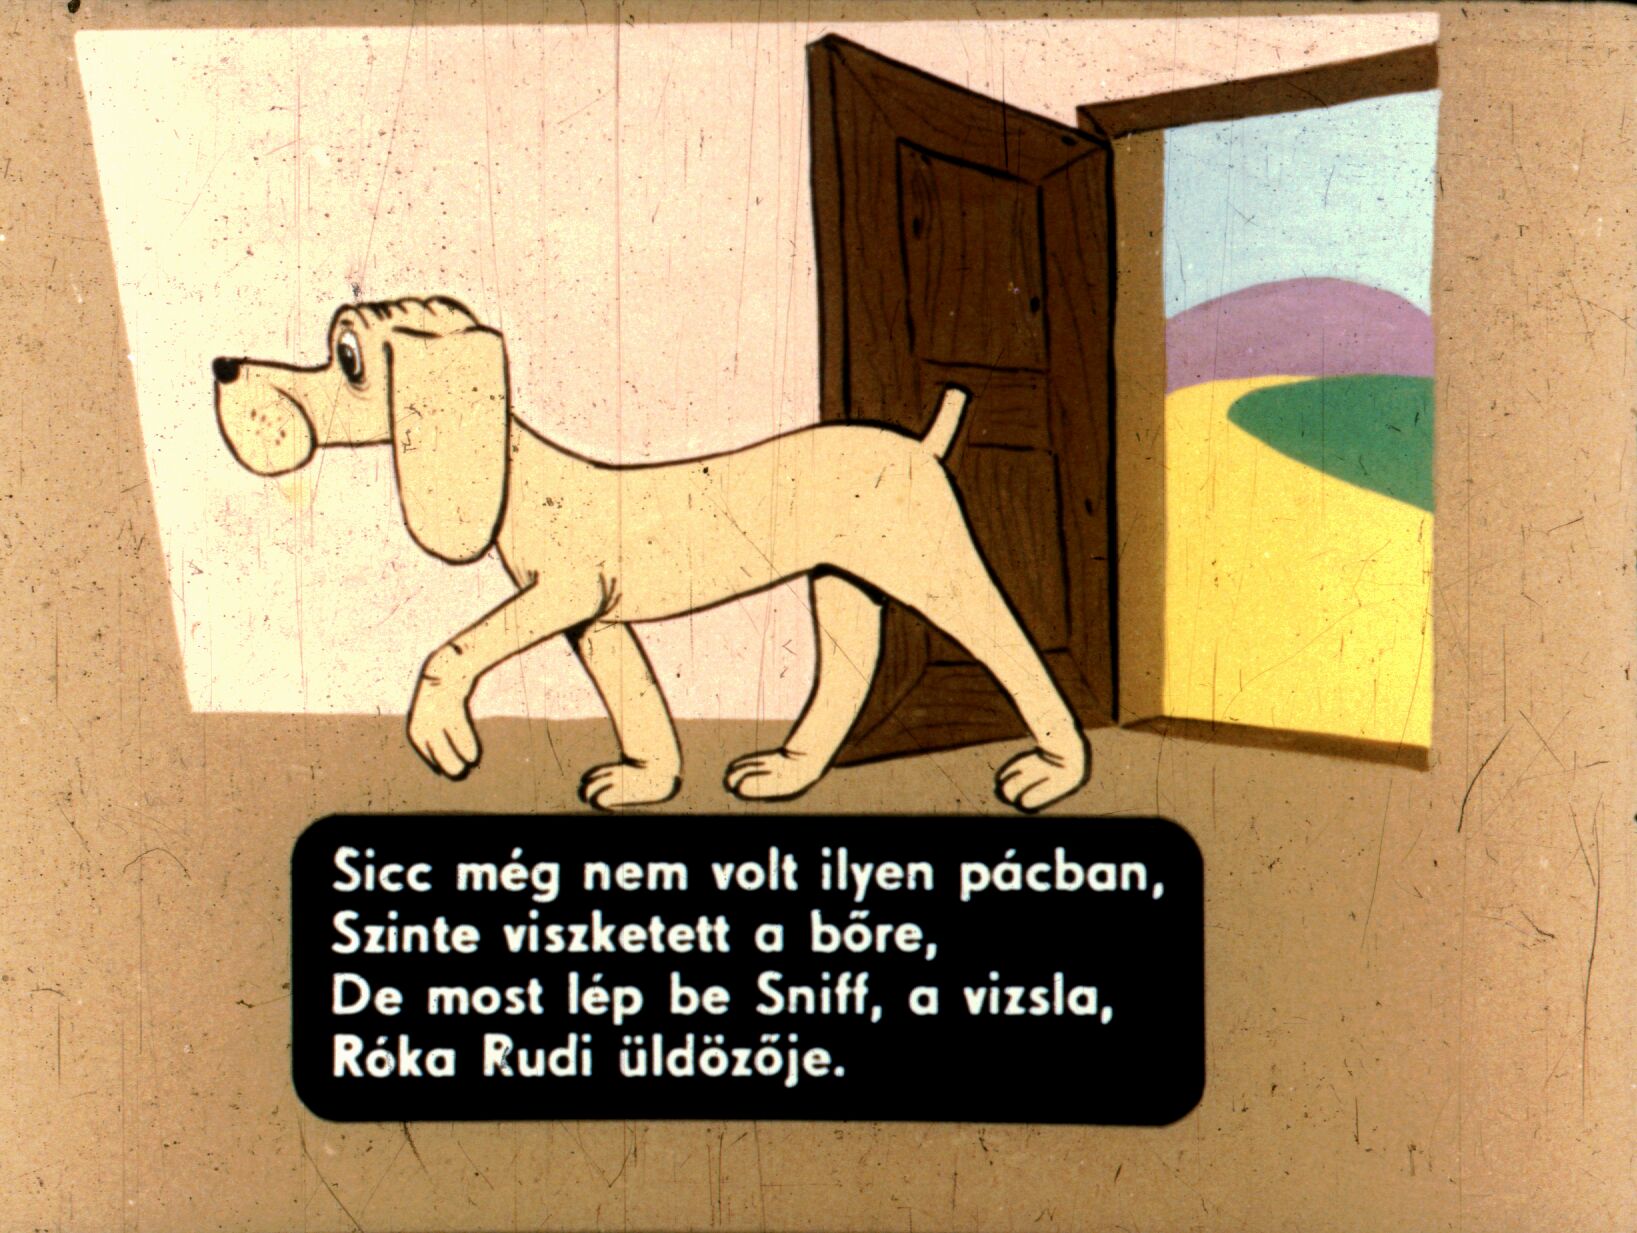 Sicc még nem volt ilyen pácban,
Szinte viszketett a bőre,
De most lép be Sniff, a vizsla,
Róka Rudi üldözője.